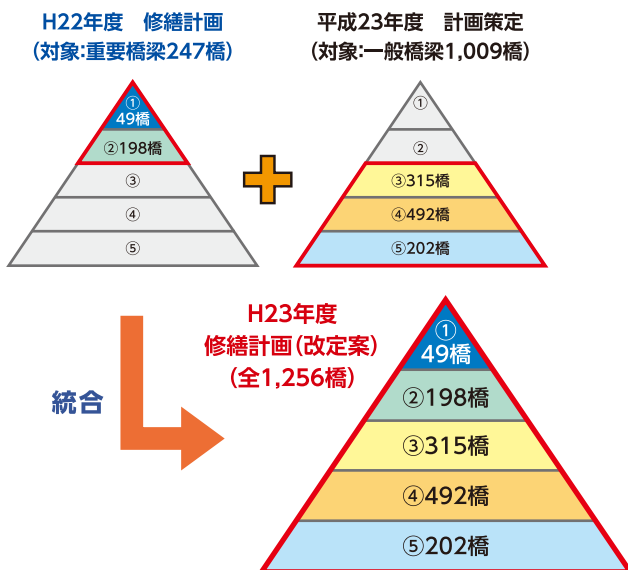 H22年度　修繕計画
（対象：重要橋梁247橋）
①
49橋
②198橋
③
④
⑤
平成23年度　計画策定
（対象：一般橋梁1,009橋）
①
②
③315橋
④492橋
⑤202橋
統合
H23年度
修繕計画（改定案）
（全1,256橋）
①
49橋
②198橋
③315橋
④492橋
⑤202橋